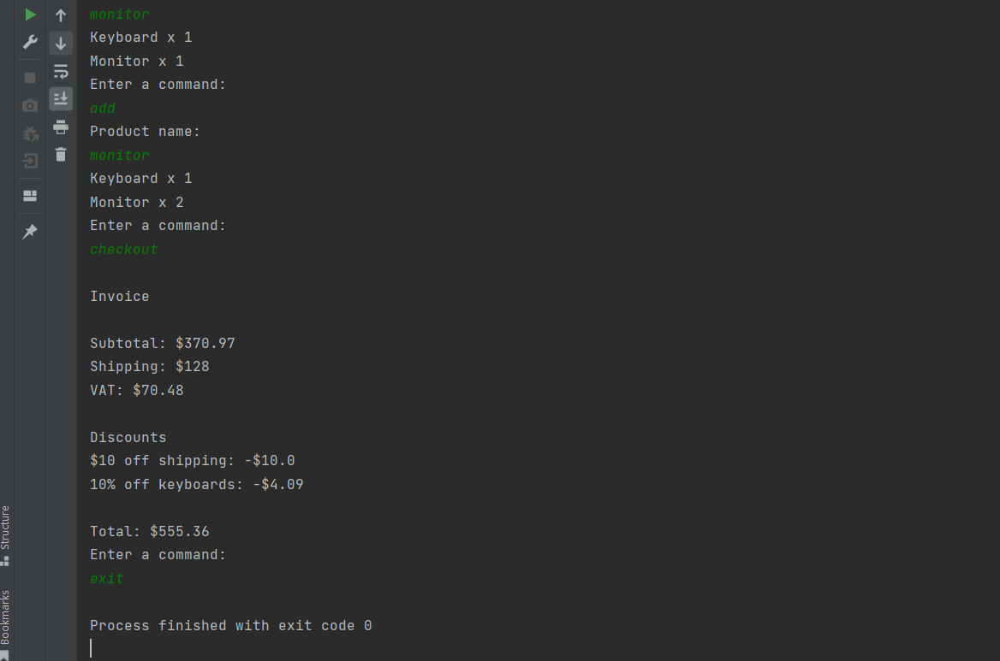 monitor
Keyboard x 1
Monitor x 1
Enter a command:
add
Product name:
monitor
Keyboard x 1
Monitor x 2
Enter a command:
checkout
Invoice
Subtotal: $370.97
Shipping: $128
VAT: $70.48
Discounts
$10 off shipping: -$10.0
10% off keyboards: -$4.09
Total: $555.36
Enter a command:
exit
Process finished with exit code 0
Structure
Bookmarks